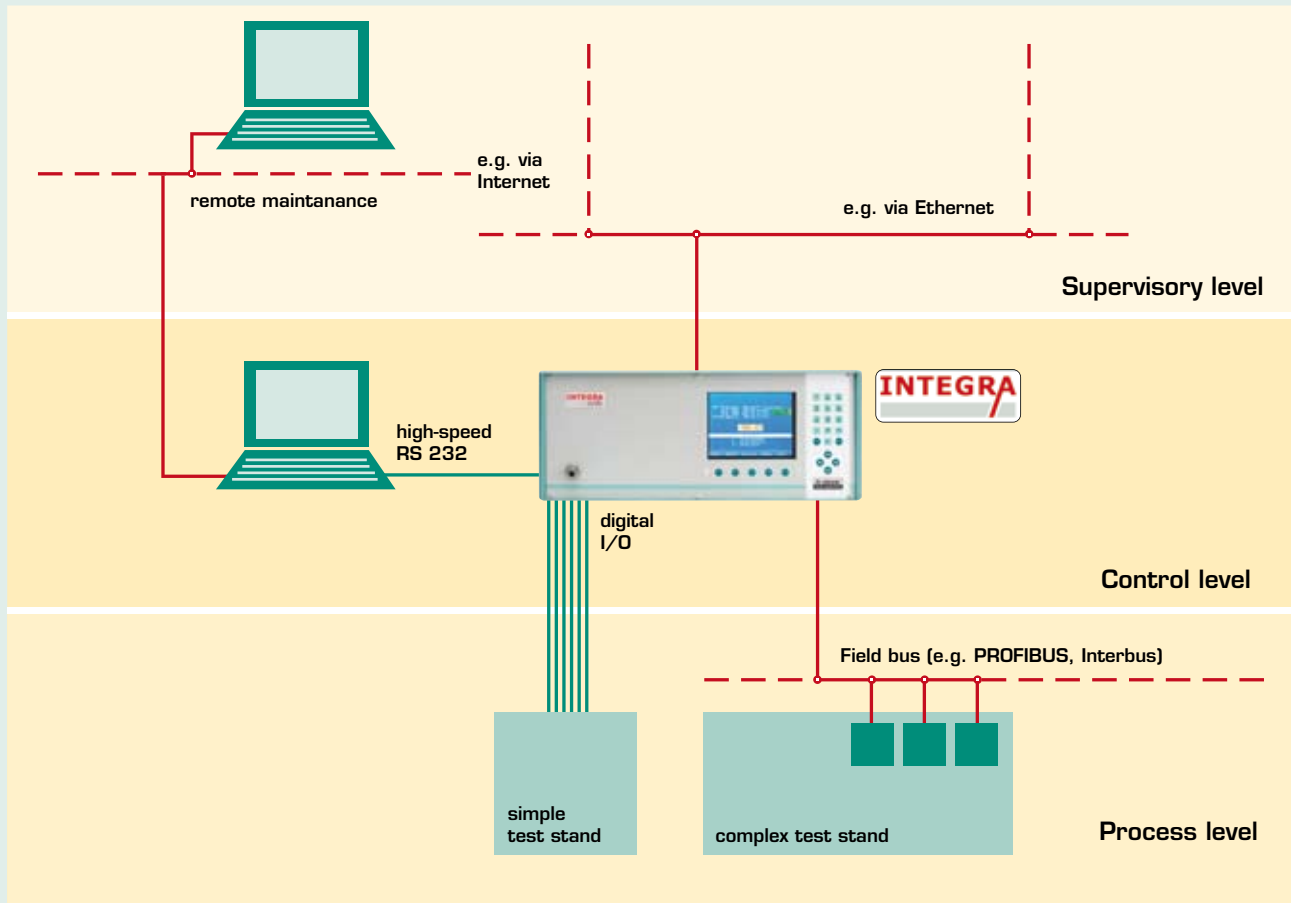 e.g. via
Internet
remote maintanance
e.g. via Ethernet
Supervisory level
INTEGRA
INTEGRA
high-speed
RS 232
digital
I/O
Control level
Field bus (e.g. PROFIBUS, Interbus)
simple
test stand
complex test stand
Process level